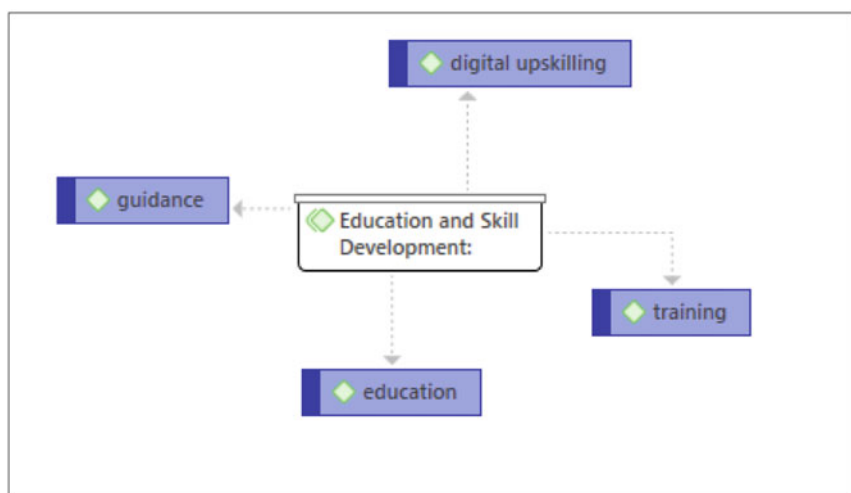 digital upskilling
guidance
Education and Skill
Development:
training
education